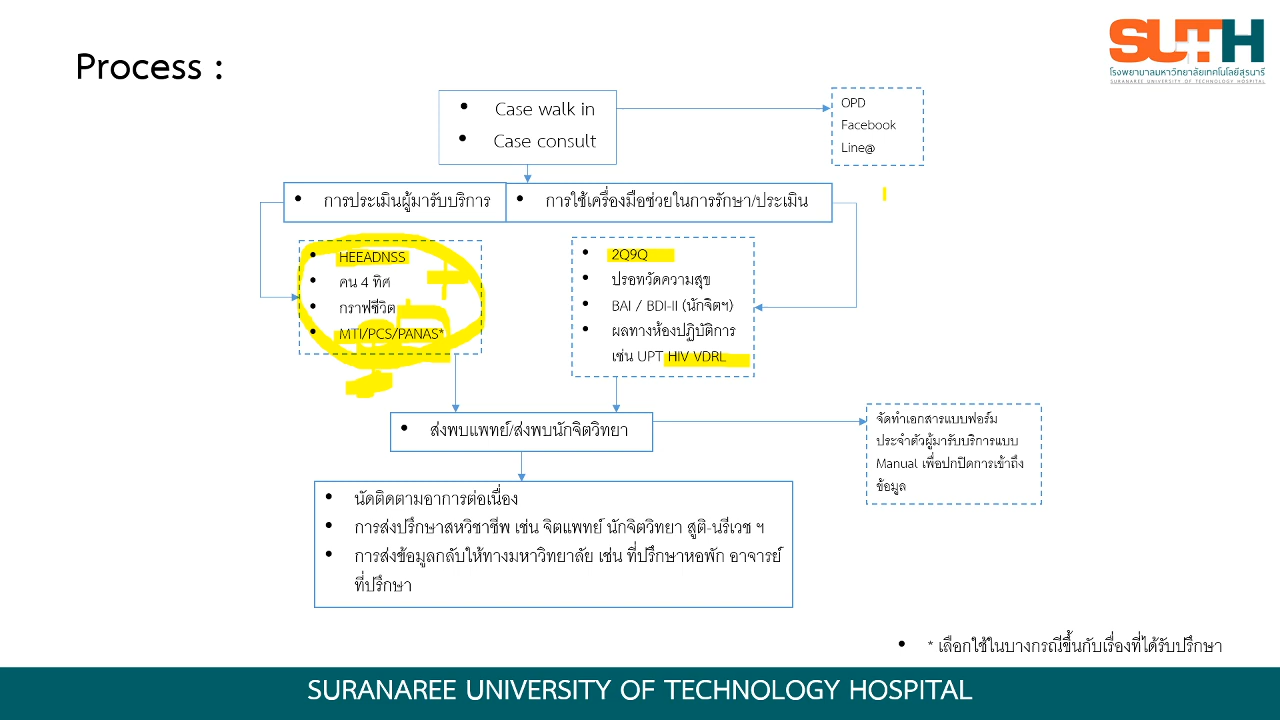 Process :
SUTH
โรงพยาบาลมหาวิทยาลัยเทคโนโลยีสุรนารี
SURANAREE UNIVERSITY OF TECHNOLOGY HOSPITAL
• Case walk in
• Case consult
OPD
Facebook
Line@
• การประเมินผู้มารับบริการ
• การใช้เครื่องมือช่วยในการรักษา/ประเมิน
• HEEADNSS
• คน 4 ทิศ
• กราฟชีวิต
• MTI/PCS/PANAS*
• 2Q9Q
• ปรอทวัดความสุข
• BAI / BDI-II (นักจิตฯ)
• ผลทางห้องปฏิบัติการ
เช่น UPT HIV VDRL
• ส่งพบแพทย์/ส่งพบนักจิตวิทยา
จัดทำเอกสารแบบฟอร์ม
ประจำตัวผู้มารับบริการแบบ
Manual เพื่อปกปิดการเข้าถึง
ข้อมูล
• นัดติดตามอาการต่อเนื่อง
• การส่งปรึกษาสหวิชาชีพ เช่น จิตแพทย์ นักจิตวิทยา สูติ-นรีเวช ฯ
• การส่งข้อมูลกลับให้ทางมหาวิทยาลัย เช่น ที่ปรึกษาหอพัก อาจารย์
ที่ปรึกษา
• * เลือกใช้ในบางกรณีขึ้นกับเรื่องที่ได้รับปรึกษา
SURANAREE UNIVERSITY OF TECHNOLOGY HOSPITAL